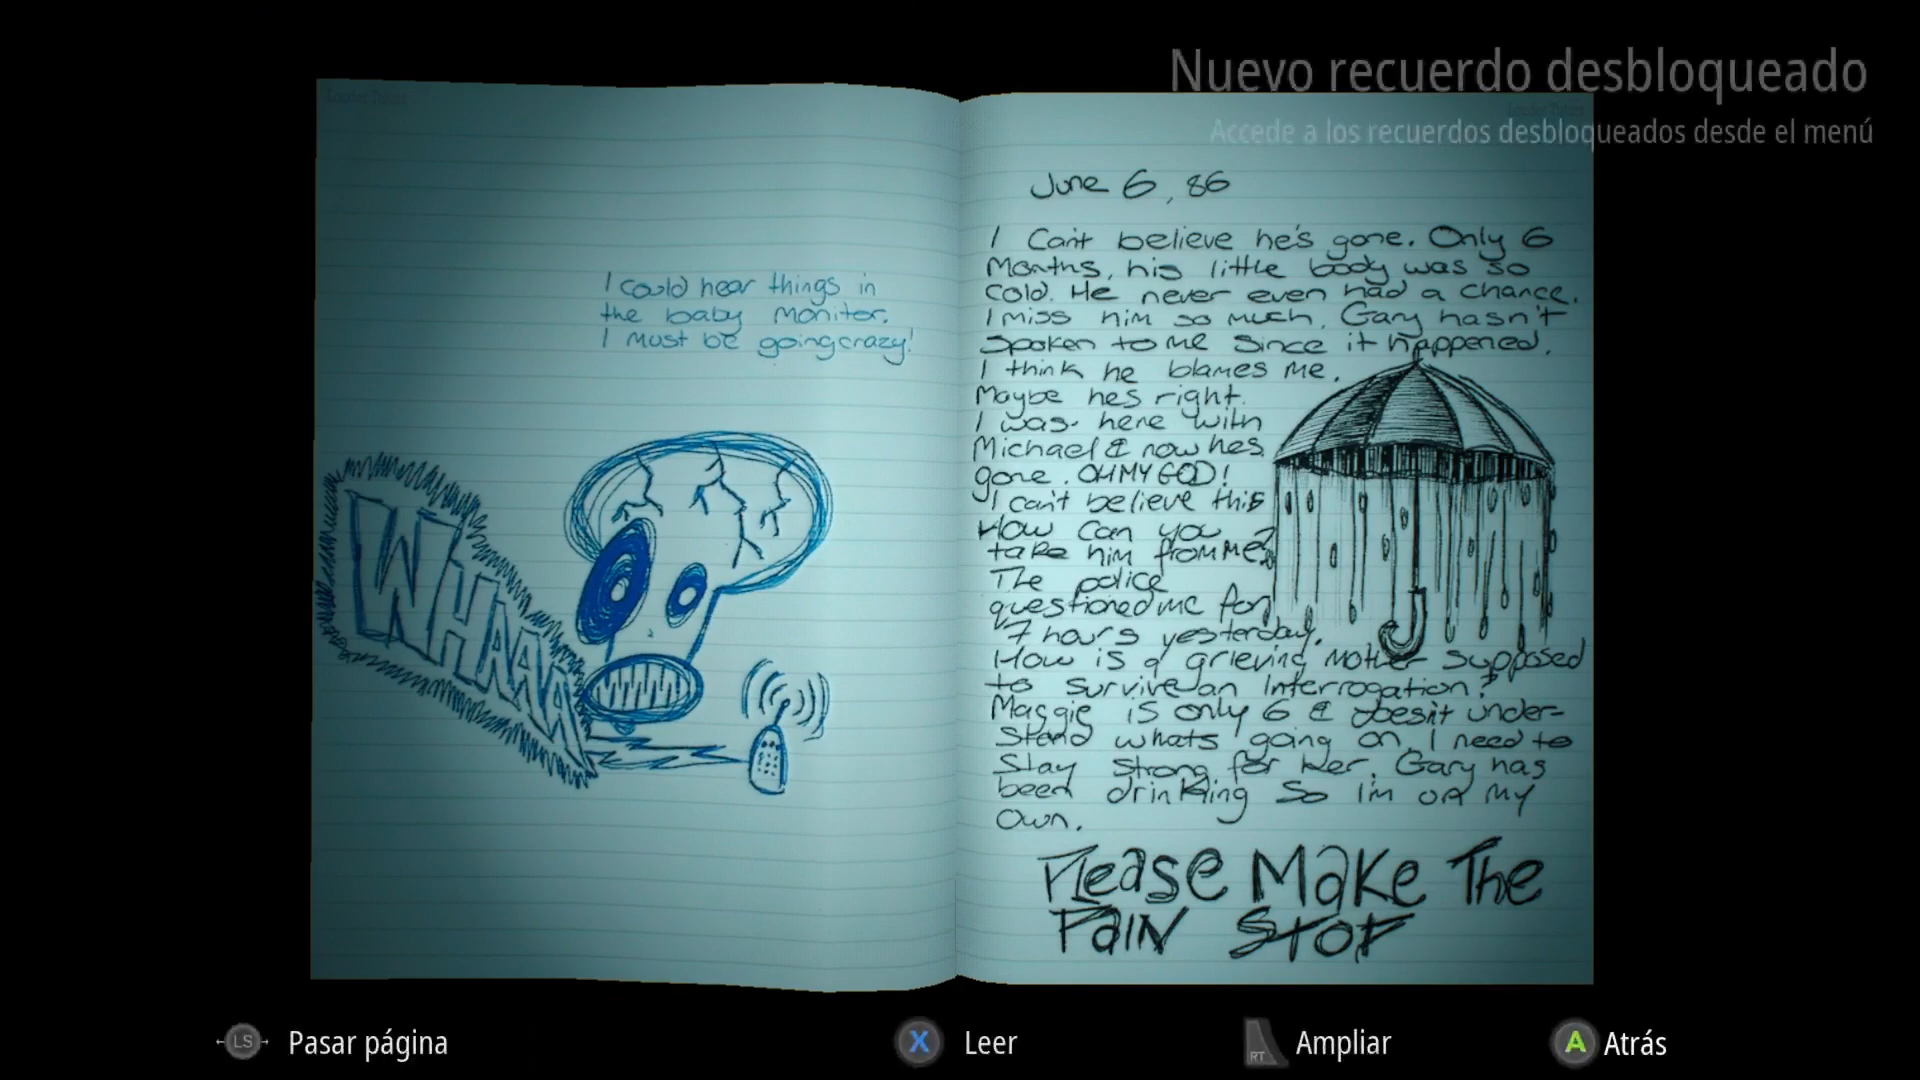 Nuevo recuerdo desbloqueado
Accede a los recuerdos desbloqueados desde el menú
I could hear things in
the baby monitor.
I must be going crazy!
WHAAA
June 6, 86
I Can't believe he's gone. Only 6
Months, his little body was so
cold. He never even had a chance.
I miss him so much. Gary hasn't
spoken to me since it happened.
I think he blames me.
Maybe hes right.
I was here with
Michael & now hes
gone. OH MY GOD!
I can't believe this
How can you
take him from me?
The police
questioned me for
7 hours yesterday.
How is a grieving mother supposed
to survive an Interrogation?
Maggie is only 6 & doesn't under-
stand whats going on. I need to
Stay strong for her. Gary has
been drinking so I'm on my
own.
Please Make The
Pain Stop
LS
Pasar página
X
Leer
RT
Ampliar
A
Atrás